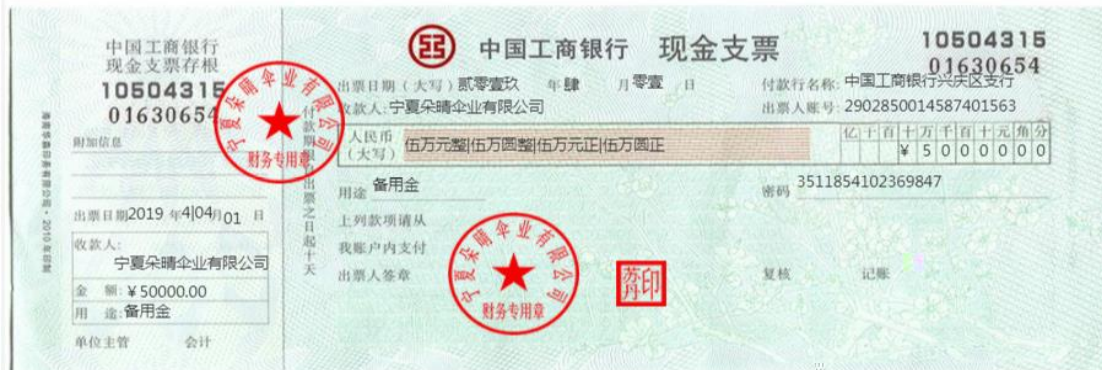 中国工商银行
现金支票存根
10504315
01630654
附加信息
出票日期2019 年4|04月01 日
收款人:
宁夏朵晴伞业有限公司
金 额:¥50000.00
用 途:备用金
单位主管 会计
宁夏朵晴伞业有限公司
财务专用章
付款期限自出票之日起十天
中国工商银行 现金支票
10504315
01630654
出票日期(大写)贰零壹玖 年肆 月零壹 日
付款行名称:中国工商银行兴庆区支行
收款人:宁夏朵晴伞业有限公司
出票人账号:2902850014587401563
人民币
(大写)
伍万元整|伍万圆整|伍万元正|伍万圆正
亿千百十万千百十元角分
¥5000000
用途 备用金
密码 3511854102369847
上列款项请从
我账户内支付
出票人签章
宁夏朵晴伞业有限公司
财务专用章
苏丹印
复核 记账